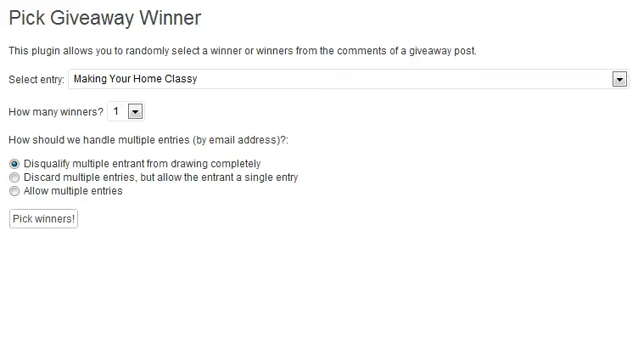 Pick Giveaway Winner
This plugin allows you to randomly select a winner or winners from the comments of a giveaway post.
Select entry: Making Your Home Classy
How many winners? 1
How should we handle multiple entries (by email address)?:
Disqualify multiple entrant from drawing completely
Discard multiple entries, but allow the entrant a single entry
Allow multiple entries
Pick winners!